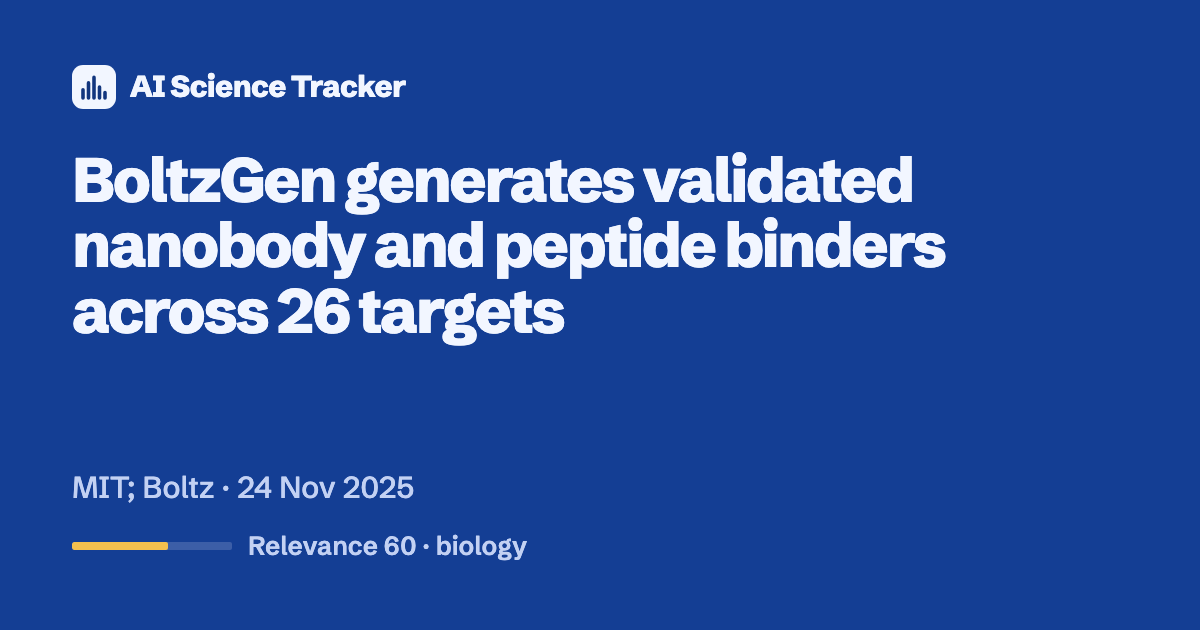 AI Science Tracker
BoltzGen generates validated
nanobody and peptide binders
across 26 targets
MIT; Boltz · 24 Nov 2025
Relevance 60 · biology